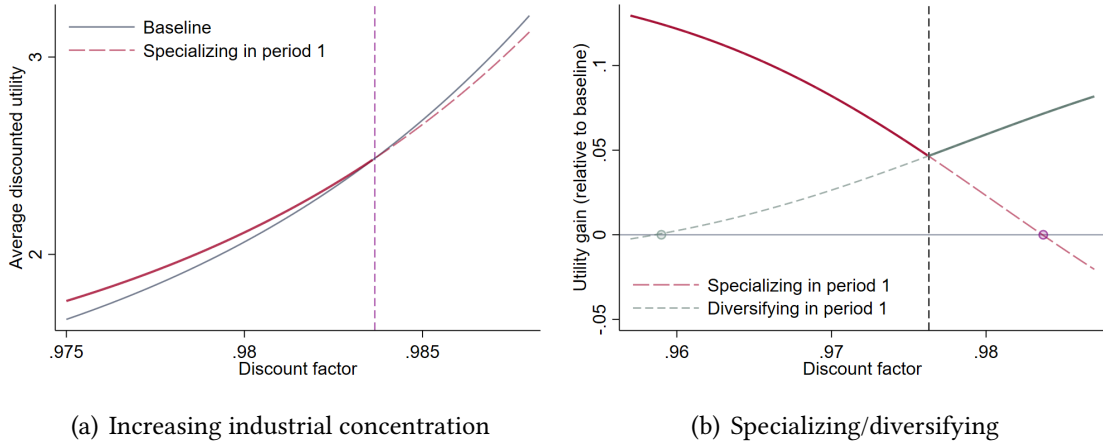 Baseline
Specializing in period 1
Average discounted utility
3
2
.975
.98
.985
Discount factor
(a) Increasing industrial concentration
Utility gain (relative to baseline)
.1
.05
0
-.05
Specializing in period 1
Diversifying in period 1
.96
.97
.98
Discount factor
(b) Specializing/diversifying